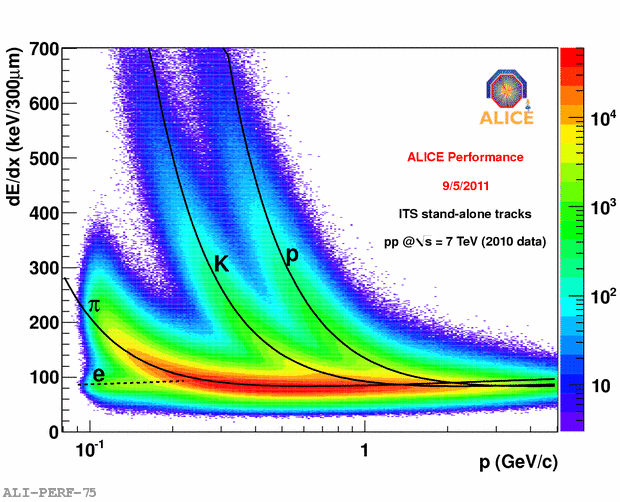 dE/dx (keV/300μm)
700
600
500
400
300
200
100
0
ALICE
ALICE Performance
9/5/2011
ITS stand-alone tracks
pp @√s = 7 TeV (2010 data)
K
p
π
e
10⁻¹
1
p (GeV/c)
10⁴
10³
10²
10
ALI-PERF-75